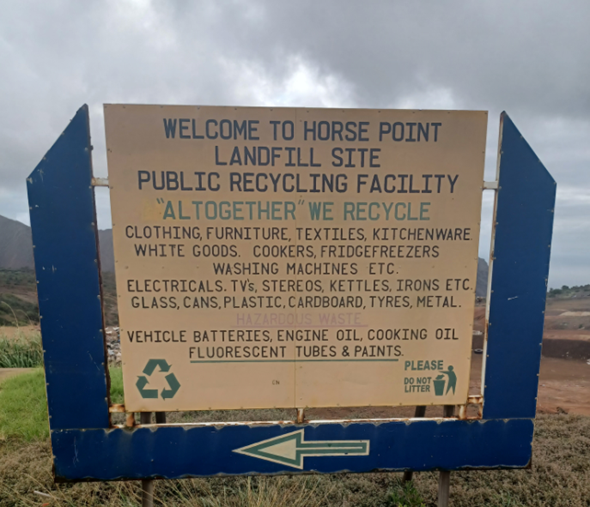 WELCOME TO HORSE POINT
LANDFILL SITE
PUBLIC RECYCLING FACILITY
"ALTOGETHER" WE RECYCLE
CLOTHING, FURNITURE, TEXTILES, KITCHENWARE.
WHITE GOODS. COOKERS, FRIDGEFREEZERS
WASHING MACHINES ETC.
ELECTRICALS. TV's, STEREOS, KETTLES, IRONS ETC.
GLASS, CANS, PLASTIC, CARDBOARD, TYRES, METAL.
HAZARDOUS WASTE
VEHICLE BATTERIES, ENGINE OIL, COOKING OIL
FLUORESCENT TUBES & PAINTS.
PLEASE
DO NOT
LITTER